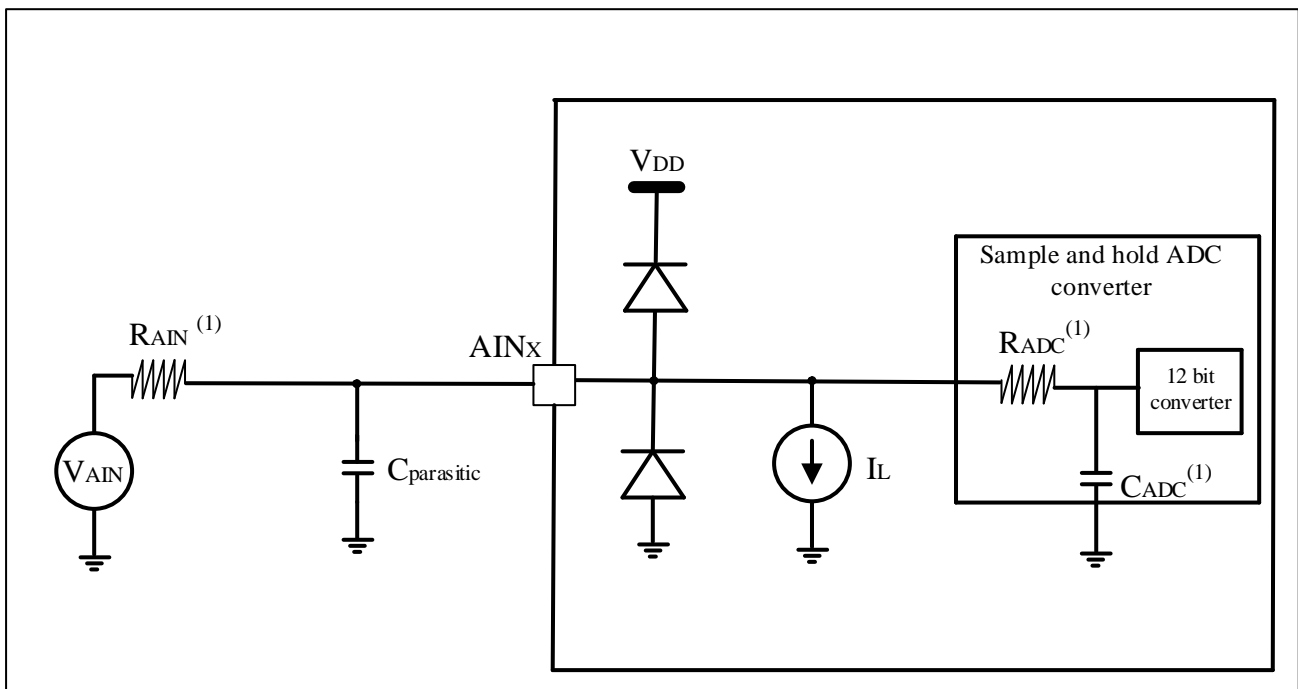 VDD
Sample and hold ADC
converter
RAIN (1)
AINX
RADC(1)
12 bit
converter
VAIN
Cparasitic
IL
CADC(1)